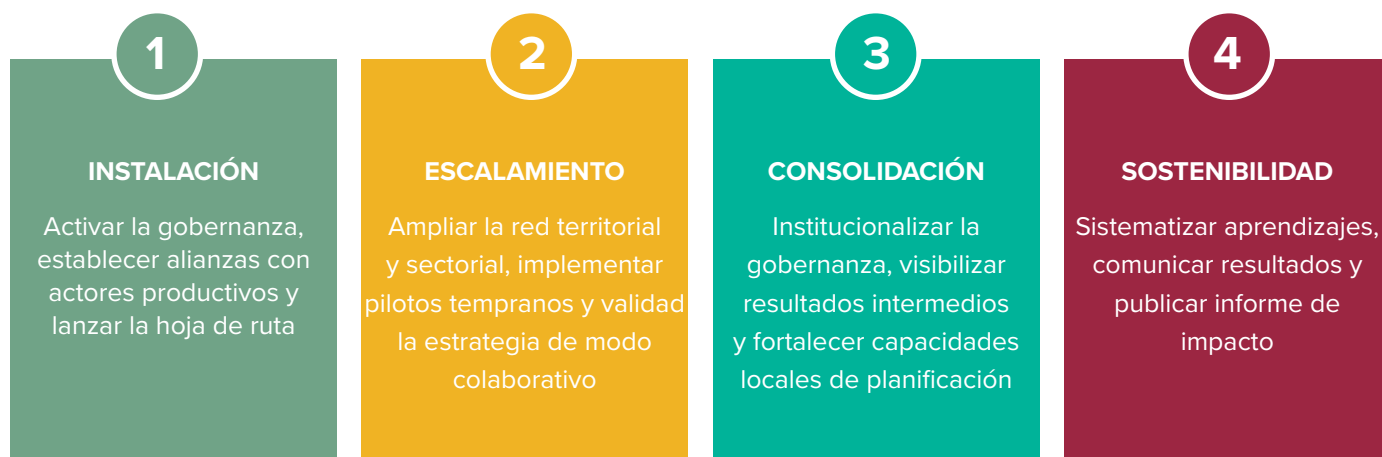 1
INSTALACIÓN
Activar la gobernanza,
establecer alianzas con
actores productivos y
lanzar la hoja de ruta
2
ESCALAMIENTO
Ampliar la red territorial
y sectorial, implementar
pilotos tempranos y validad
la estrategia de modo
colaborativo
3
CONSOLIDACIÓN
Institucionalizar la
gobernanza, visibilizar
resultados intermedios
y fortalecer capacidades
locales de planificación
4
SOSTENIBILIDAD
Sistematizar aprendizajes,
comunicar resultados y
publicar informe de
impacto